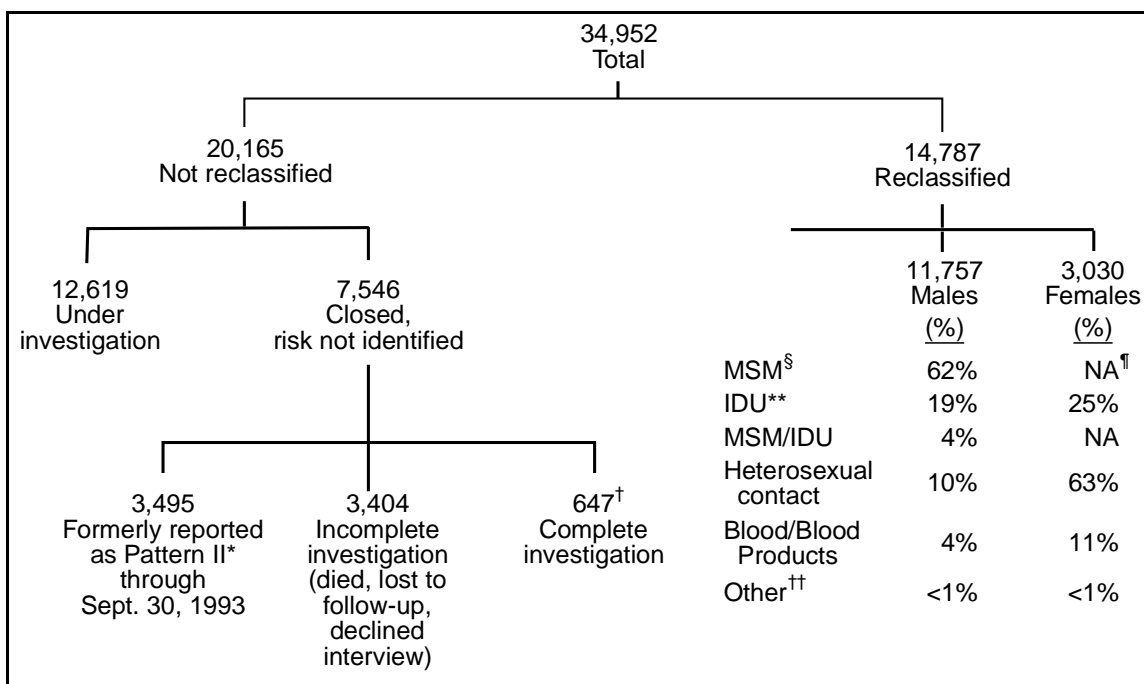 34,952
Total
20,165
Not reclassified
14,787
Reclassified
12,619
Under
investigation
7,546
Closed,
risk not identified
11,757
Males
(%)
3,030
Females
(%)
MSM§ 62% NA¶
IDU** 19% 25%
MSM/IDU 4% NA
Heterosexual
contact 10% 63%
Blood/Blood
Products 4% 11%
Other†† <1% <1%
3,495
Formerly reported
as Pattern II*
through
Sept. 30, 1993
3,404
Incomplete
investigation
(died, lost to
follow-up,
declined
interview)
647†
Complete
investigation